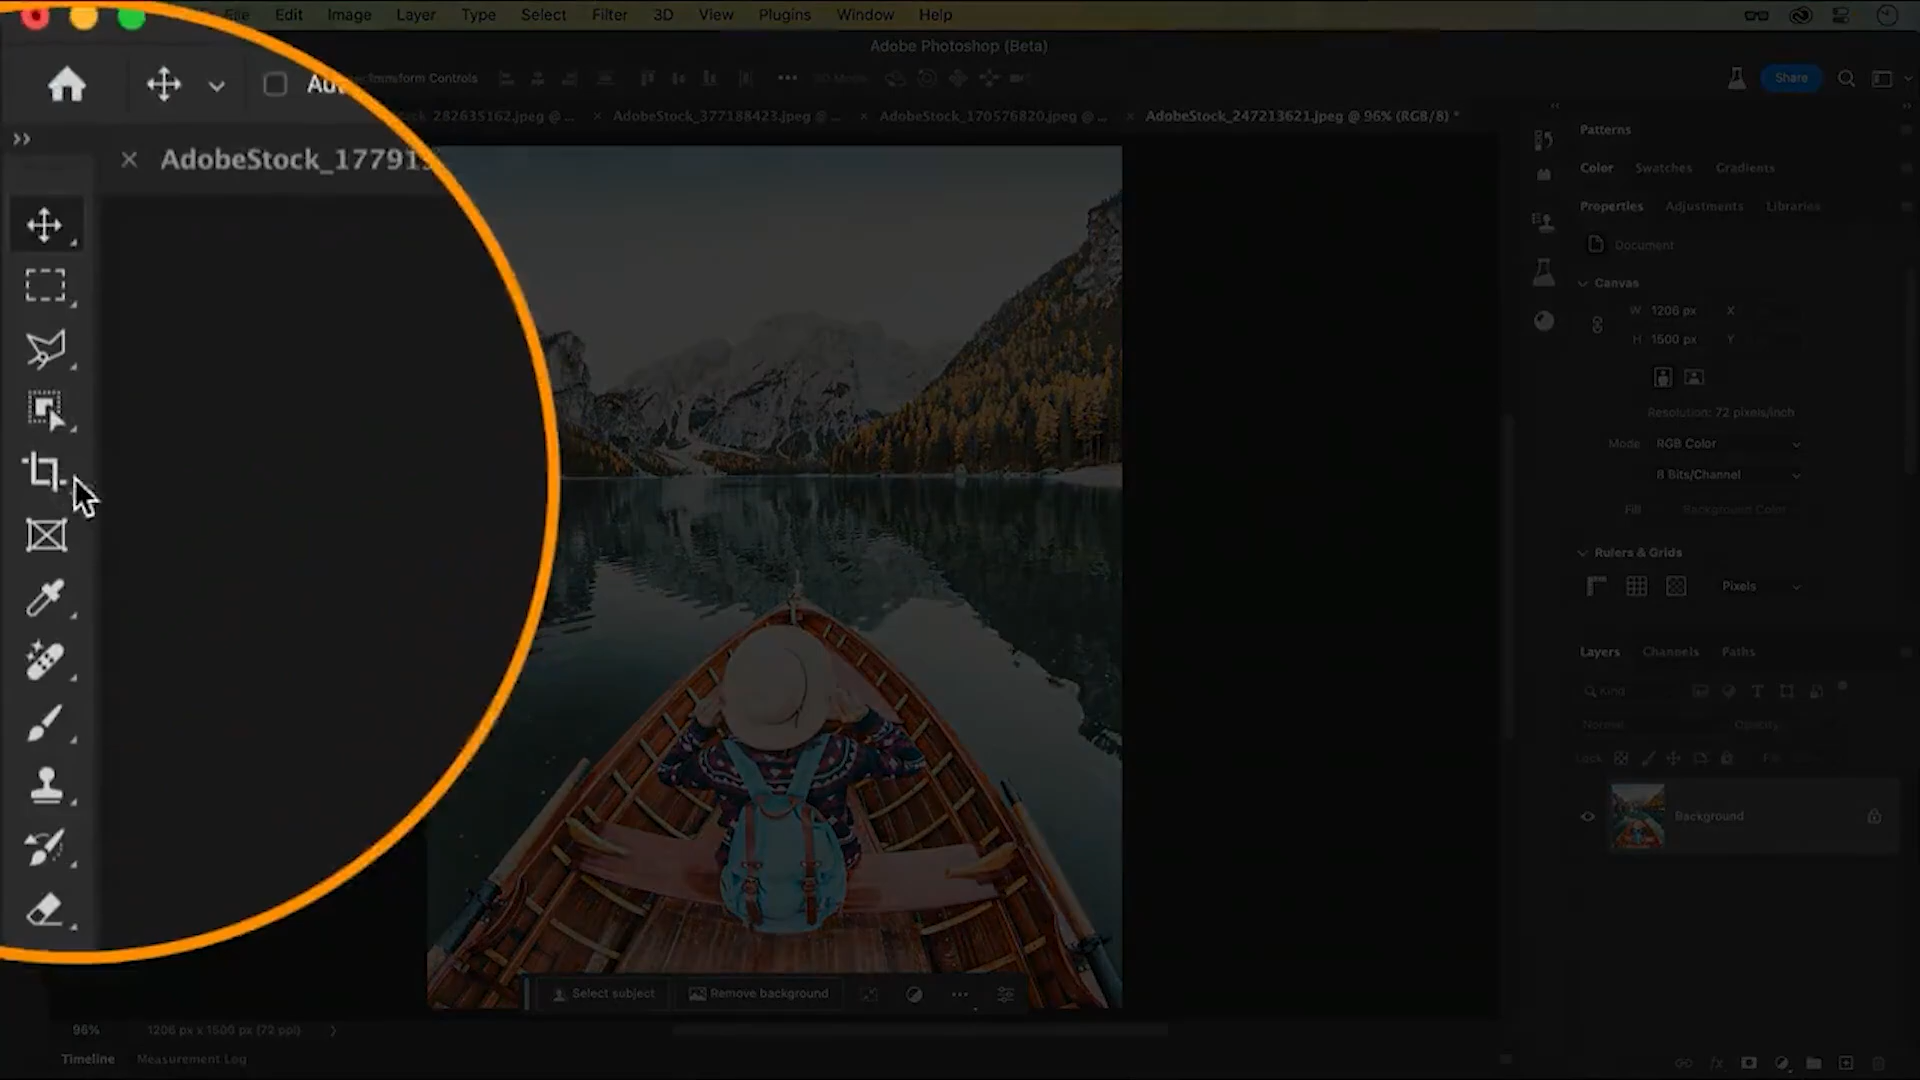 File Edit Image Layer Type Select Filter 3D View Plugins Window Help
Adobe Photoshop (Beta)
Transform Controls
3D Mode
Share
282635162.jpeg @ ... × AdobeStock_377188423.jpeg @ ... × AdobeStock_170576820.jpeg @ ... × AdobeStock_247213621.jpeg @ 96% (RGB/8) *
× AdobeStock_17791
Patterns
Color Swatches Gradients
Properties Adjustments Libraries
Document
Canvas
W 1206 px X
H 1500 px Y
Resolution: 72 pixels/inch
Mode RGB Color
8 Bits/Channel
Fill Background Color
Rulers & Grids
Pixels
Layers Channels Paths
Kind
Normal Opacity
Lock Fill
Background
Select subject Remove background
96% 1206 px x 1500 px (72 ppi)
Timeline Measurement Log
fx